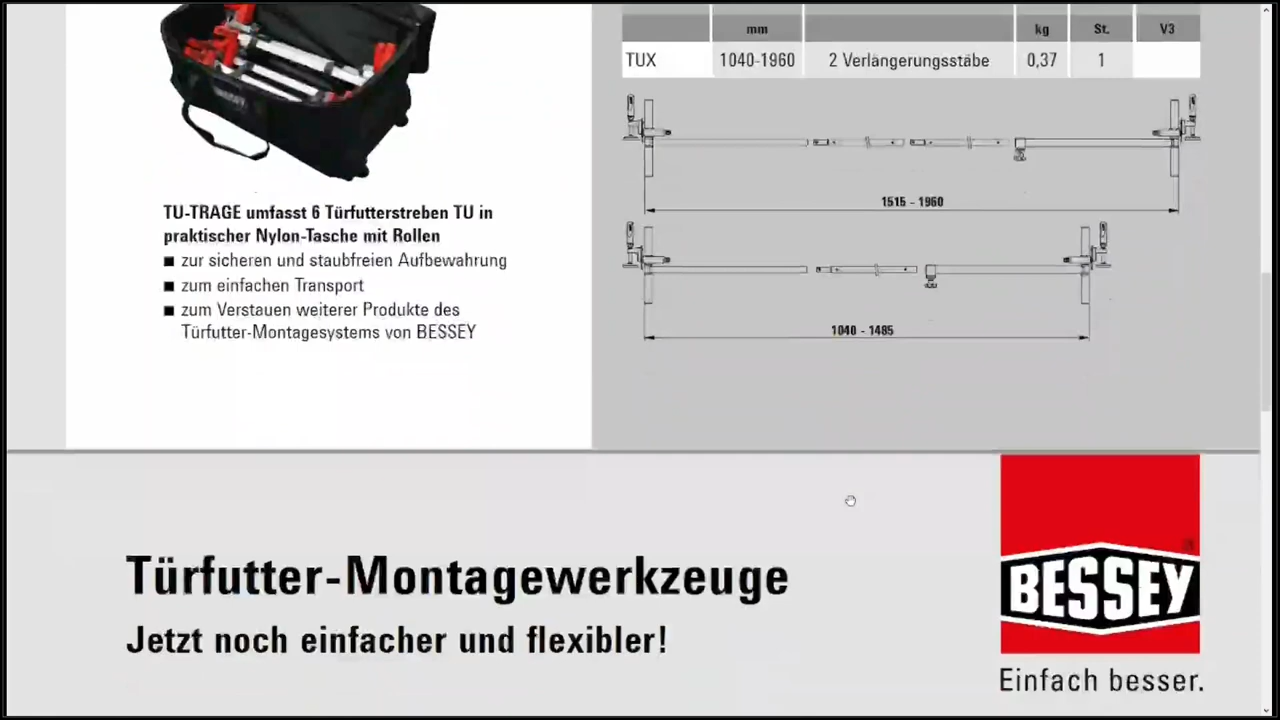 mm kg St. V3
TUX 1040-1960 2 Verlängerungsstäbe 0,37 1
1515 - 1960
1040 - 1485
TU-TRAGE umfasst 6 Türfutterstreben TU in
praktischer Nylon-Tasche mit Rollen
■ zur sicheren und staubfreien Aufbewahrung
■ zum einfachen Transport
■ zum Verstauen weiterer Produkte des
Türfutter-Montagesystems von BESSEY
Türfutter-Montagewerkzeuge
Jetzt noch einfacher und flexibler!
BESSEY®
Einfach besser.